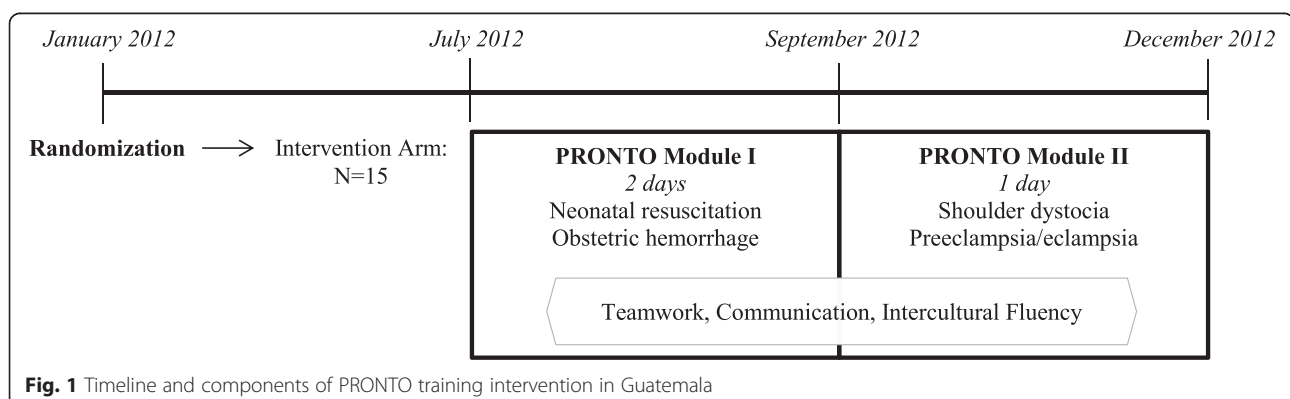 January 2012 July 2012 September 2012 December 2012
Randomization → Intervention Arm:
N=15
PRONTO Module I
2 days
Neonatal resuscitation
Obstetric hemorrhage
PRONTO Module II
1 day
Shoulder dystocia
Preeclampsia/eclampsia
Teamwork, Communication, Intercultural Fluency
Fig. 1 Timeline and components of PRONTO training intervention in Guatemala